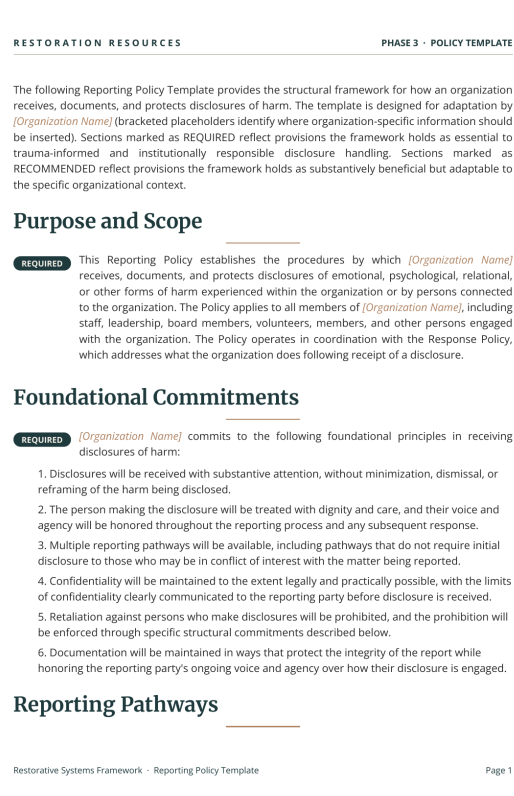 RESTORATION RESOURCES
PHASE 3 · POLICY TEMPLATE
The following Reporting Policy Template provides the structural framework for how an organization
receives, documents, and protects disclosures of harm. The template is designed for adaptation by
[Organization Name] (bracketed placeholders identify where organization-specific information should
be inserted). Sections marked as REQUIRED reflect provisions the framework holds as essential to
trauma-informed and institutionally responsible disclosure handling. Sections marked as
RECOMMENDED reflect provisions the framework holds as substantively beneficial but adaptable to
the specific organizational context.
Purpose and Scope
REQUIRED
This Reporting Policy establishes the procedures by which [Organization Name]
receives, documents, and protects disclosures of emotional, psychological, relational,
or other forms of harm experienced within the organization or by persons connected
to the organization. The Policy applies to all members of [Organization Name], including
staff, leadership, board members, volunteers, members, and other persons engaged
with the organization. The Policy operates in coordination with the Response Policy,
which addresses what the organization does following receipt of a disclosure.
Foundational Commitments
REQUIRED
[Organization Name] commits to the following foundational principles in receiving
disclosures of harm:
1. Disclosures will be received with substantive attention, without minimization, dismissal, or
reframing of the harm being disclosed.
2. The person making the disclosure will be treated with dignity and care, and their voice and
agency will be honored throughout the reporting process and any subsequent response.
3. Multiple reporting pathways will be available, including pathways that do not require initial
disclosure to those who may be in conflict of interest with the matter being reported.
4. Confidentiality will be maintained to the extent legally and practically possible, with the limits
of confidentiality clearly communicated to the reporting party before disclosure is received.
5. Retaliation against persons who make disclosures will be prohibited, and the prohibition will
be enforced through specific structural commitments described below.
6. Documentation will be maintained in ways that protect the integrity of the report while
honoring the reporting party's ongoing voice and agency over how their disclosure is engaged.
Reporting Pathways
Restorative Systems Framework · Reporting Policy Template
Page 1